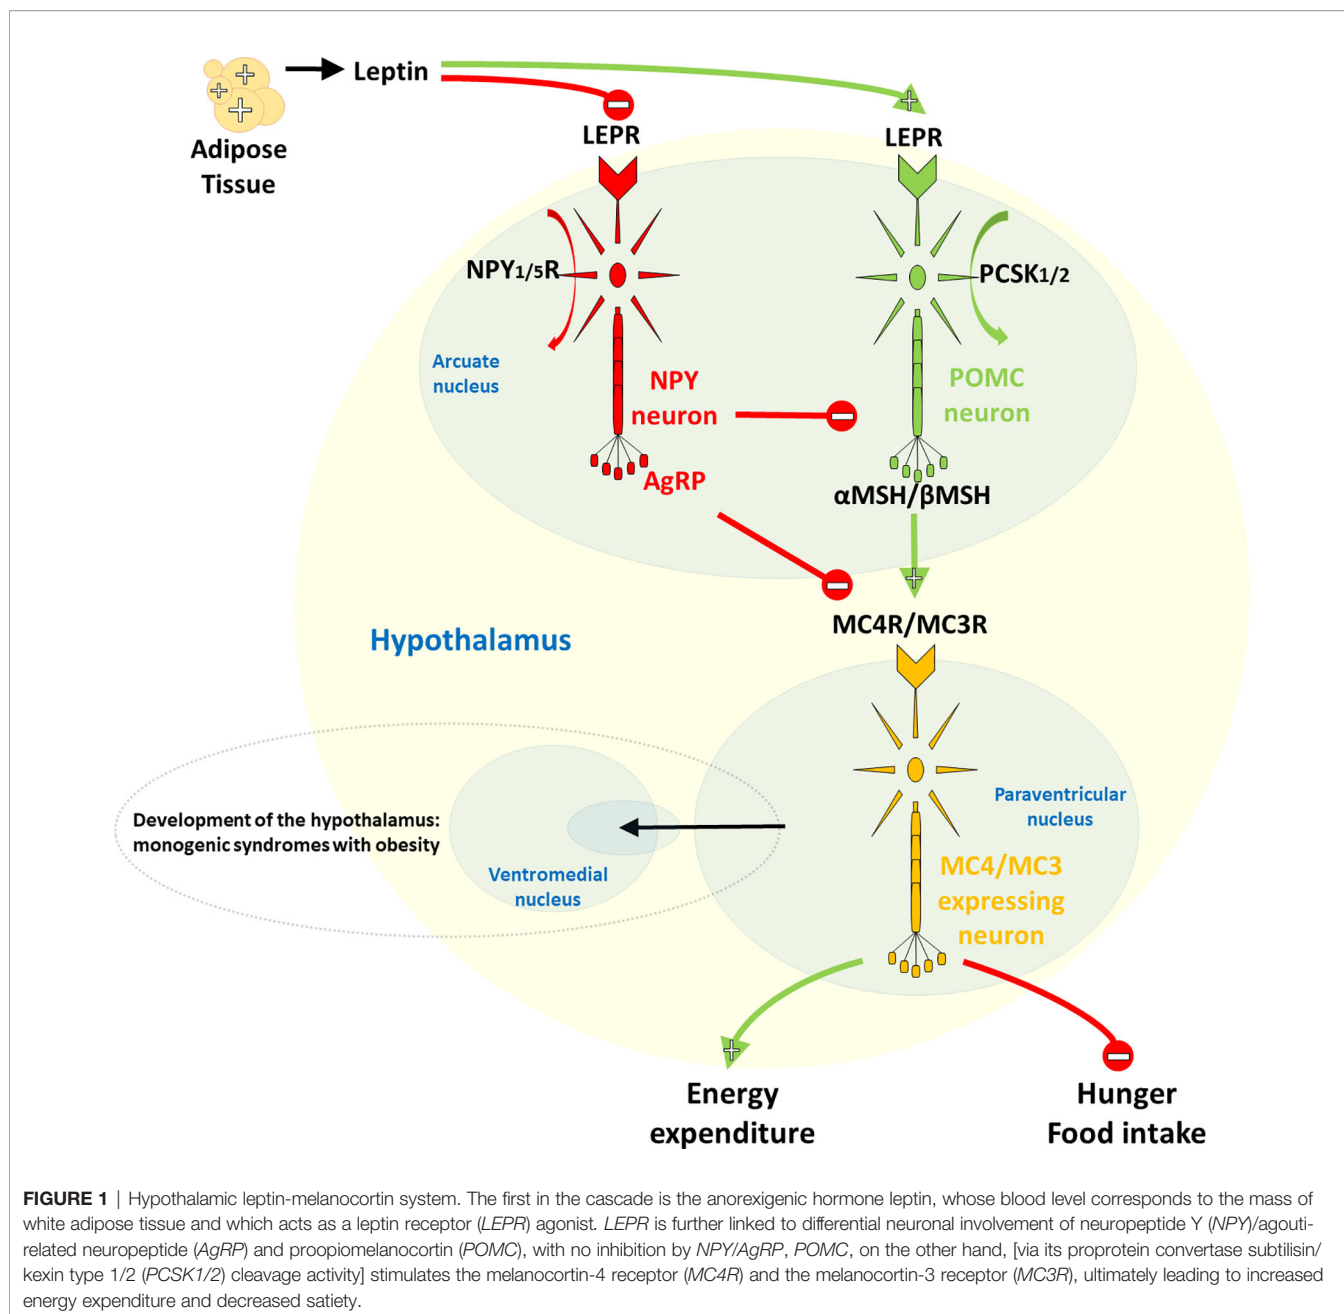 Leptin
Adipose
Tissue
LEPR
LEPR
NPY1/5R
PCSK1/2
Arcuate
nucleus
NPY
neuron
POMC
neuron
AgRP
αMSH/βMSH
MC4R/MC3R
Hypothalamus
Paraventricular
nucleus
Development of the hypothalamus:
monogenic syndromes with obesity
Ventromedial
nucleus
MC4/MC3
expressing
neuron
Energy
expenditure
Hunger
Food intake
FIGURE 1 | Hypothalamic leptin-melanocortin system. The first in the cascade is the anorexigenic hormone leptin, whose blood level corresponds to the mass of
white adipose tissue and which acts as a leptin receptor (LEPR) agonist. LEPR is further linked to differential neuronal involvement of neuropeptide Y (NPY)/agouti-
related neuropeptide (AgRP) and proopiomelanocortin (POMC), with no inhibition by NPY/AgRP, POMC, on the other hand, [via its proprotein convertase subtilisin/
kexin type 1/2 (PCSK1/2) cleavage activity] stimulates the melanocortin-4 receptor (MC4R) and the melanocortin-3 receptor (MC3R), ultimately leading to increased
energy expenditure and decreased satiety.